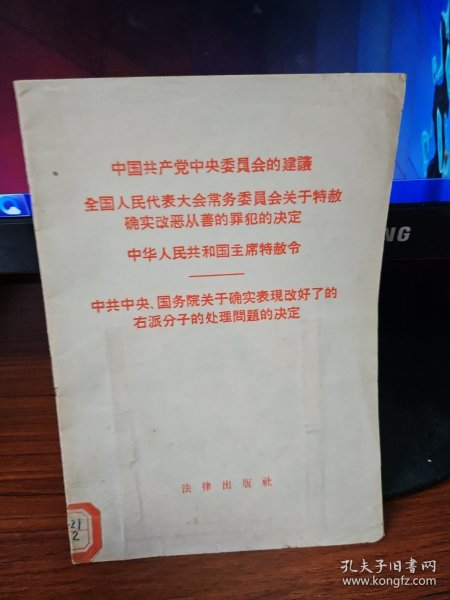 中国共产党中央委員会的建議
全国人民代表大会常务委員会关于特赦
确实改恶从善的罪犯的决定
中华人民共和国主席特赦令
中共中央、国务院关于确实表現改好了的
右派分子的处理問題的决定
法律出版社
21
2
NG
孔夫子旧书网
www.kongfz.com